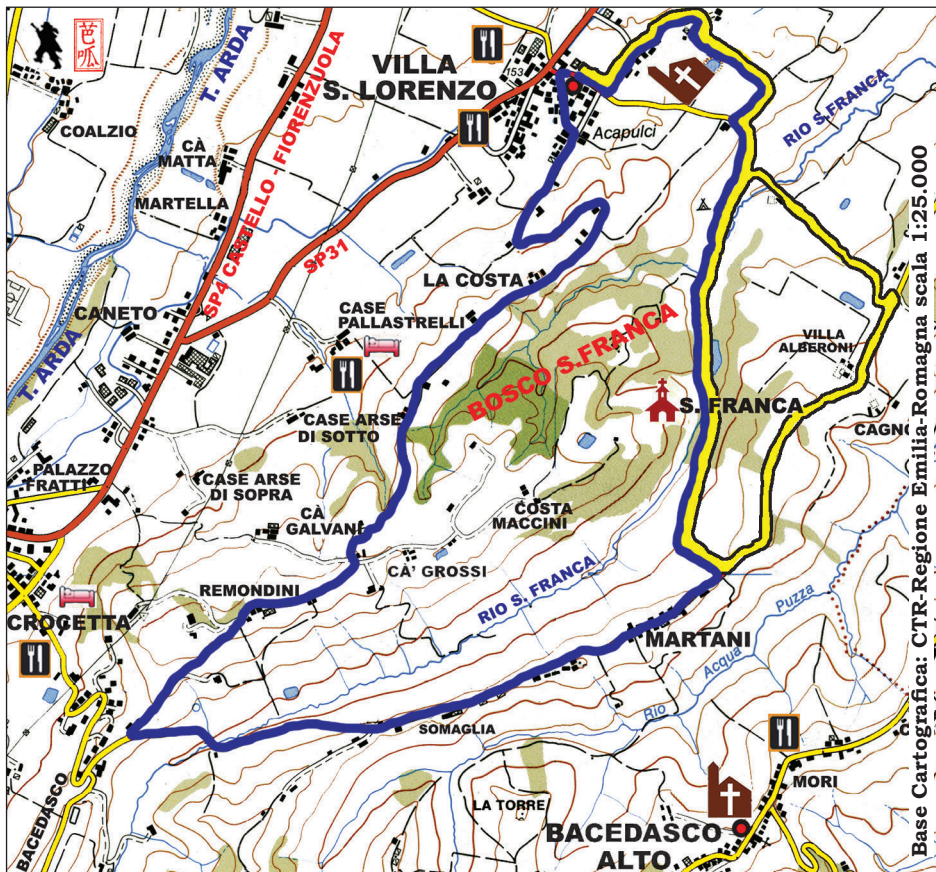 芭
呱
T. ARDA
SP4 CASTELLO - FIORENZUOLA
VILLA
S. LORENZO
153
Acapulci
RIO S.FRANCA
COALZIO
CÀ
MATTA
MARTELLA
SP31
LA COSTA
CASE
PALLASTRELLI
CANETO
T. ARDA
BOSCO S.FRANCA
VILLA
ALBERONI
S. FRANCA
CAGNO
CASE ARSE
DI SOTTO
PALAZZO
FRATTI
CASE ARSE
DI SOPRA
CÀ
GALVANI
COSTA
MACCINI
CÀ' GROSSI
RIO S. FRANCA
REMONDINI
CROCETTA
MARTANI
Rio Acqua Puzza
SOMAGLIA
BACEDASCO
LA TORRE
MORI
BACEDASCO
ALTO
Base Cartografica: CTR-Regione Emilia-Romagna scala 1:25.000